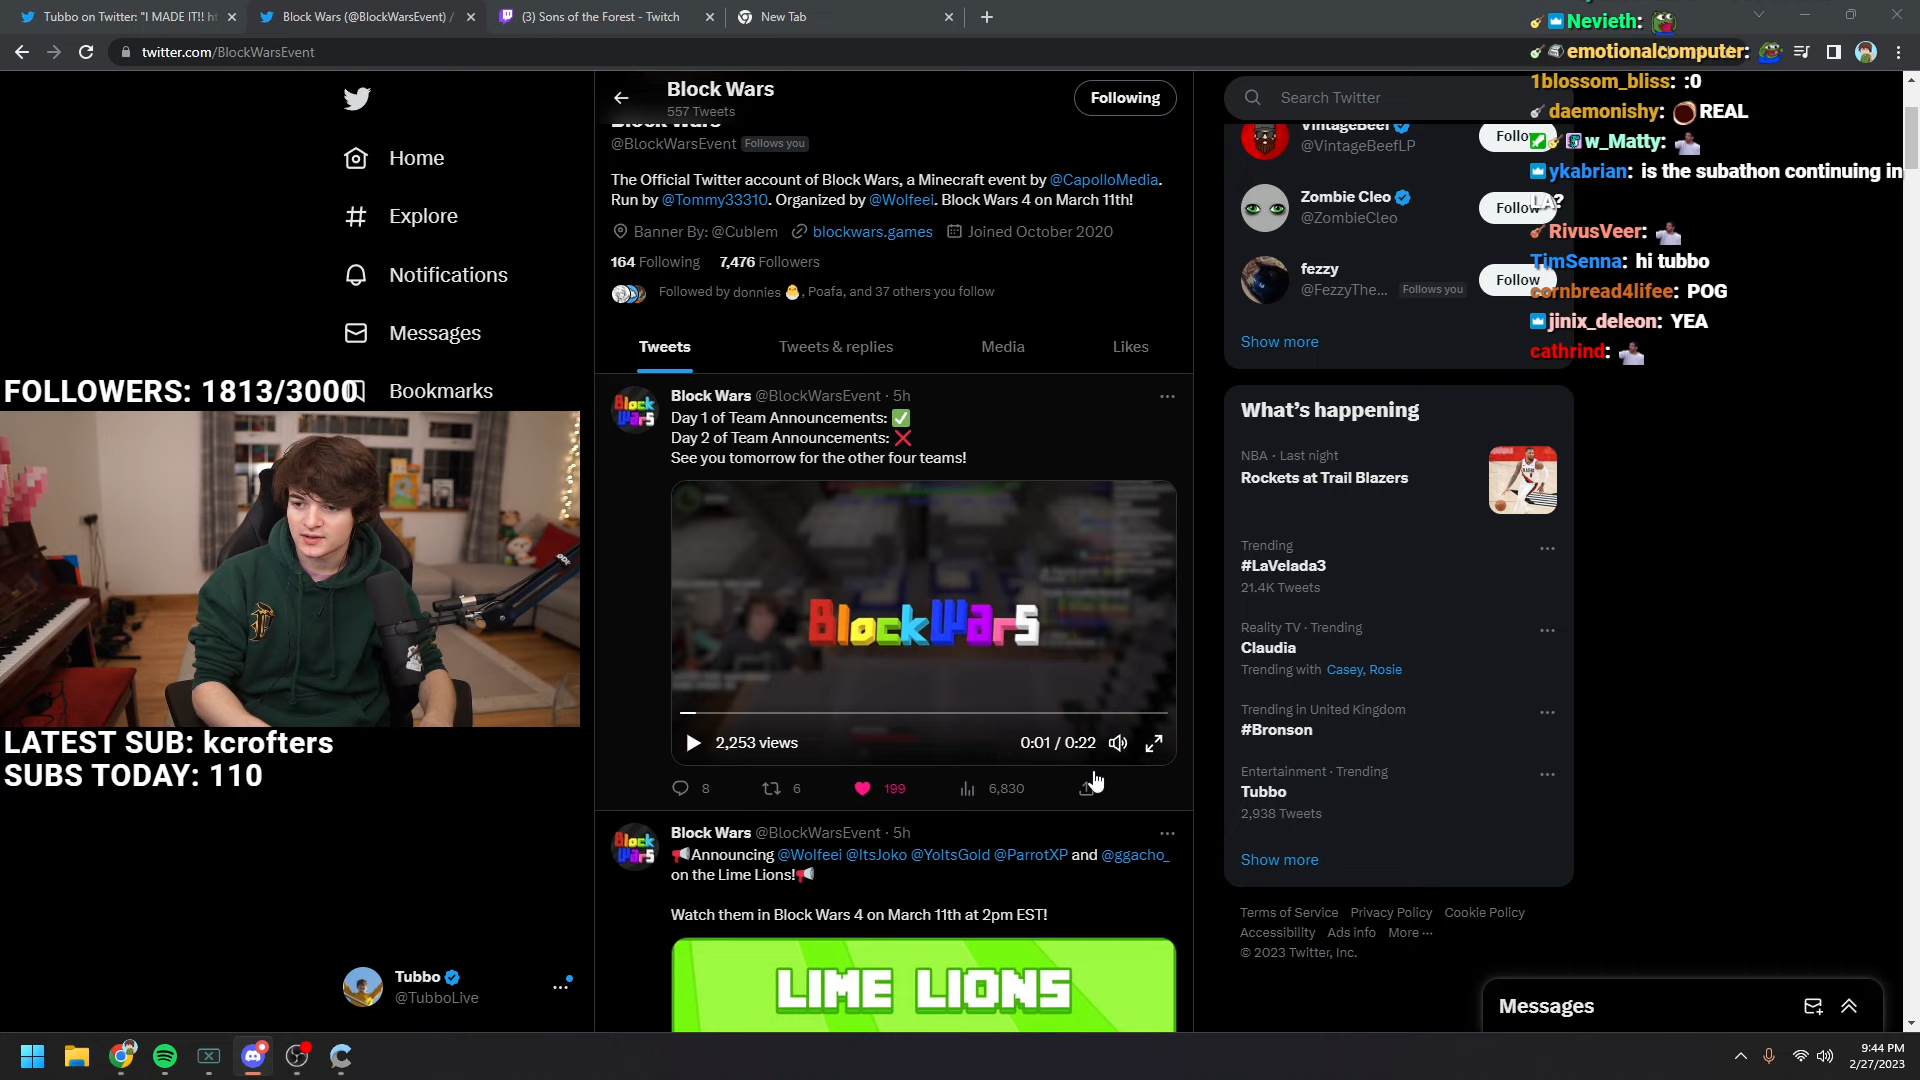 Tubbo on Twitter: "I MADE IT!! ht
Block Wars (@BlockWarsEvent) /
(3) Sons of the Forest - Twitch
New Tab
twitter.com/BlockWarsEvent
Home
Explore
Notifications
Messages
Bookmarks
FOLLOWERS: 1813/3000
LATEST SUB: kcrofters
SUBS TODAY: 110
Tubbo
@TubboLive
Block Wars
557 Tweets
Following
Block Wars
@BlockWarsEvent Follows you
The Official Twitter account of Block Wars, a Minecraft event by @CapolloMedia.
Run by @Tommy33310. Organized by @Wolfeei. Block Wars 4 on March 11th!
Banner By: @Cublem blockwars.games Joined October 2020
164 Following 7,476 Followers
Followed by donnies, Poafa, and 37 others you follow
Tweets Tweets & replies Media Likes
Block Wars @BlockWarsEvent · 5h
Day 1 of Team Announcements: ✅
Day 2 of Team Announcements: ❌
See you tomorrow for the other four teams!
BlockWars
2,253 views 0:01 / 0:22
8 6 199 6,830
Block Wars @BlockWarsEvent · 5h
Announcing @Wolfeei @ItsJoko @YoItsGold @ParrotXP and @ggacho_
on the Lime Lions!
Watch them in Block Wars 4 on March 11th at 2pm EST!
LIME LIONS
Search Twitter
VintageBeef
@VintageBeefLP
Follo
Zombie Cleo
@ZombieCleo
Follow
fezzy
@FezzyThe... Follows you
Follow
Show more
What's happening
NBA · Last night
Rockets at Trail Blazers
Trending
#LaVelada3
21.4K Tweets
Reality TV · Trending
Claudia
Trending with Casey, Rosie
Trending in United Kingdom
#Bronson
Entertainment · Trending
Tubbo
2,938 Tweets
Show more
Terms of Service Privacy Policy Cookie Policy
Accessibility Ads info More ...
© 2023 Twitter, Inc.
Messages
Nevieth:
emotionalcomputer:
1blossom_bliss: :0
daemonishy: REAL
w_Matty:
ykabrian: is the subathon continuing in
LA?
RivusVeer:
TimSenna: hi tubbo
cornbread4lifee: POG
jinix_deleon: YEA
cathrind:
9:44 PM
2/27/2023